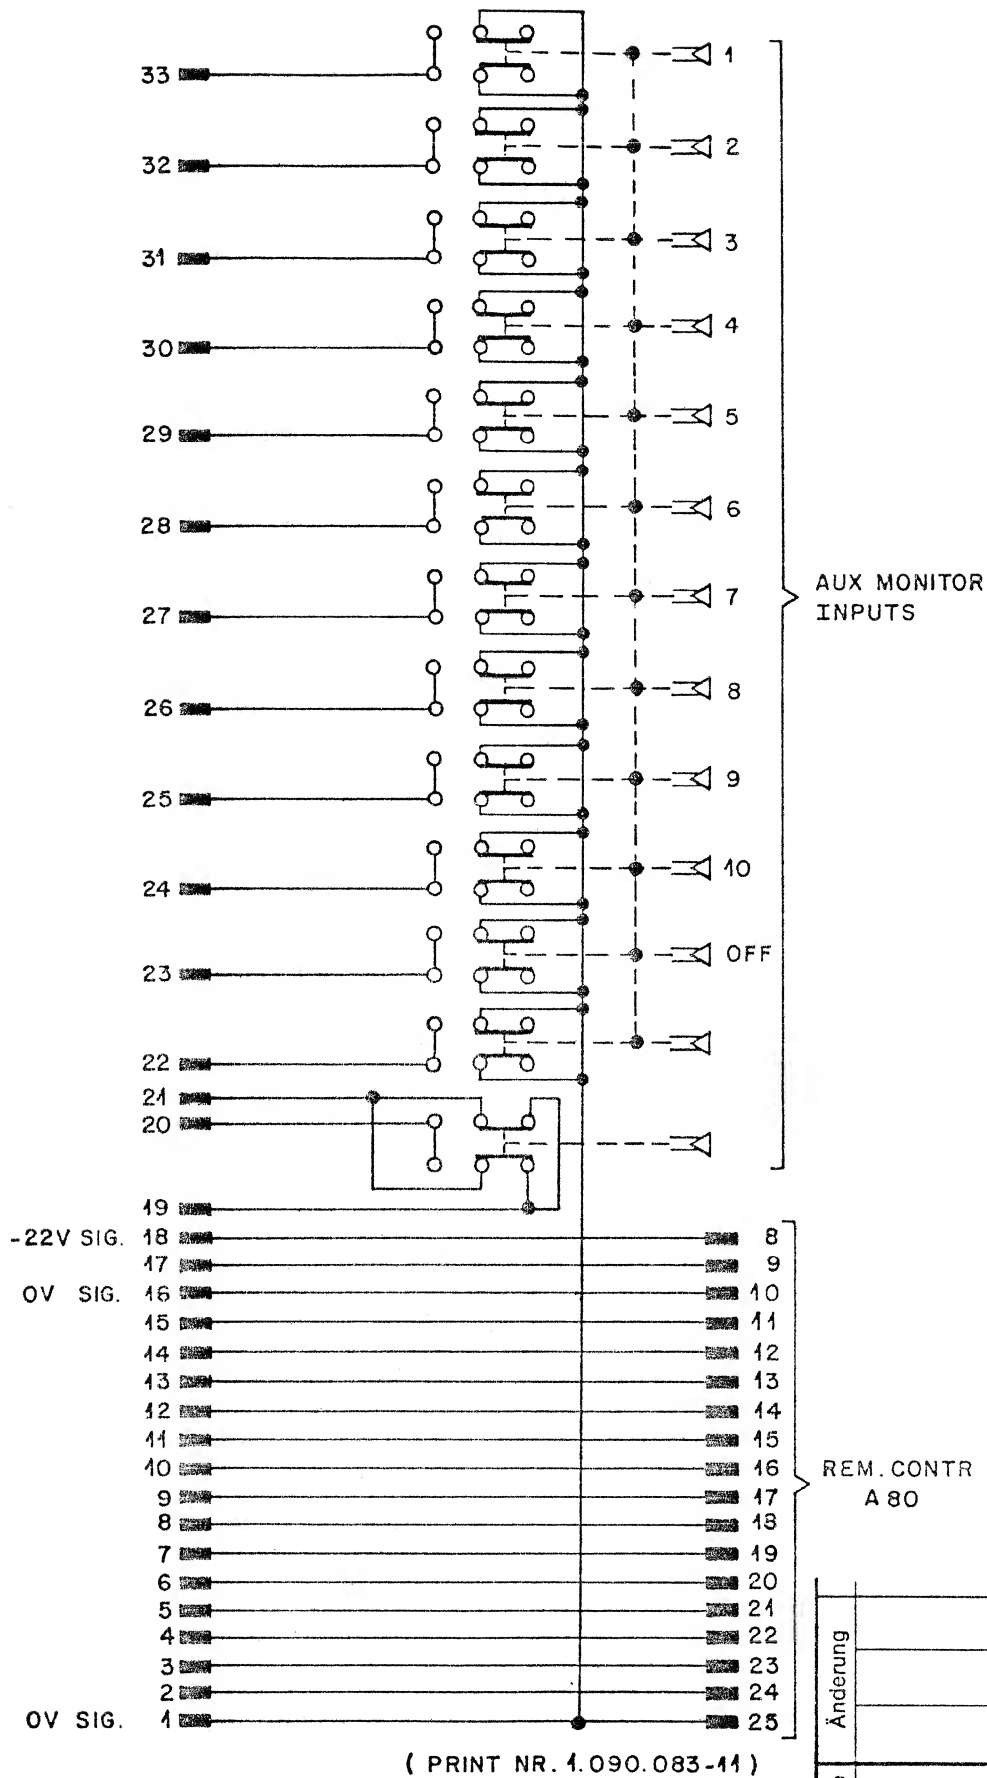 33 1
32 2
31 3
30 4
29 5
28 6
27 7
AUX MONITOR
INPUTS
26 8
25 9
24 10
23 OFF
22
21
20
19
-22V SIG. 18 8
17 9
0V SIG. 16 10
15 11
14 12
13 13
12 14
11 15
10 16
REM. CONTR
A 80
9 17
8 18
7 19
6 20
5 21
4 22
3 23
2 24
0V SIG. 1 25
Änderung
( PRINT NR. 1.090.083-11 )